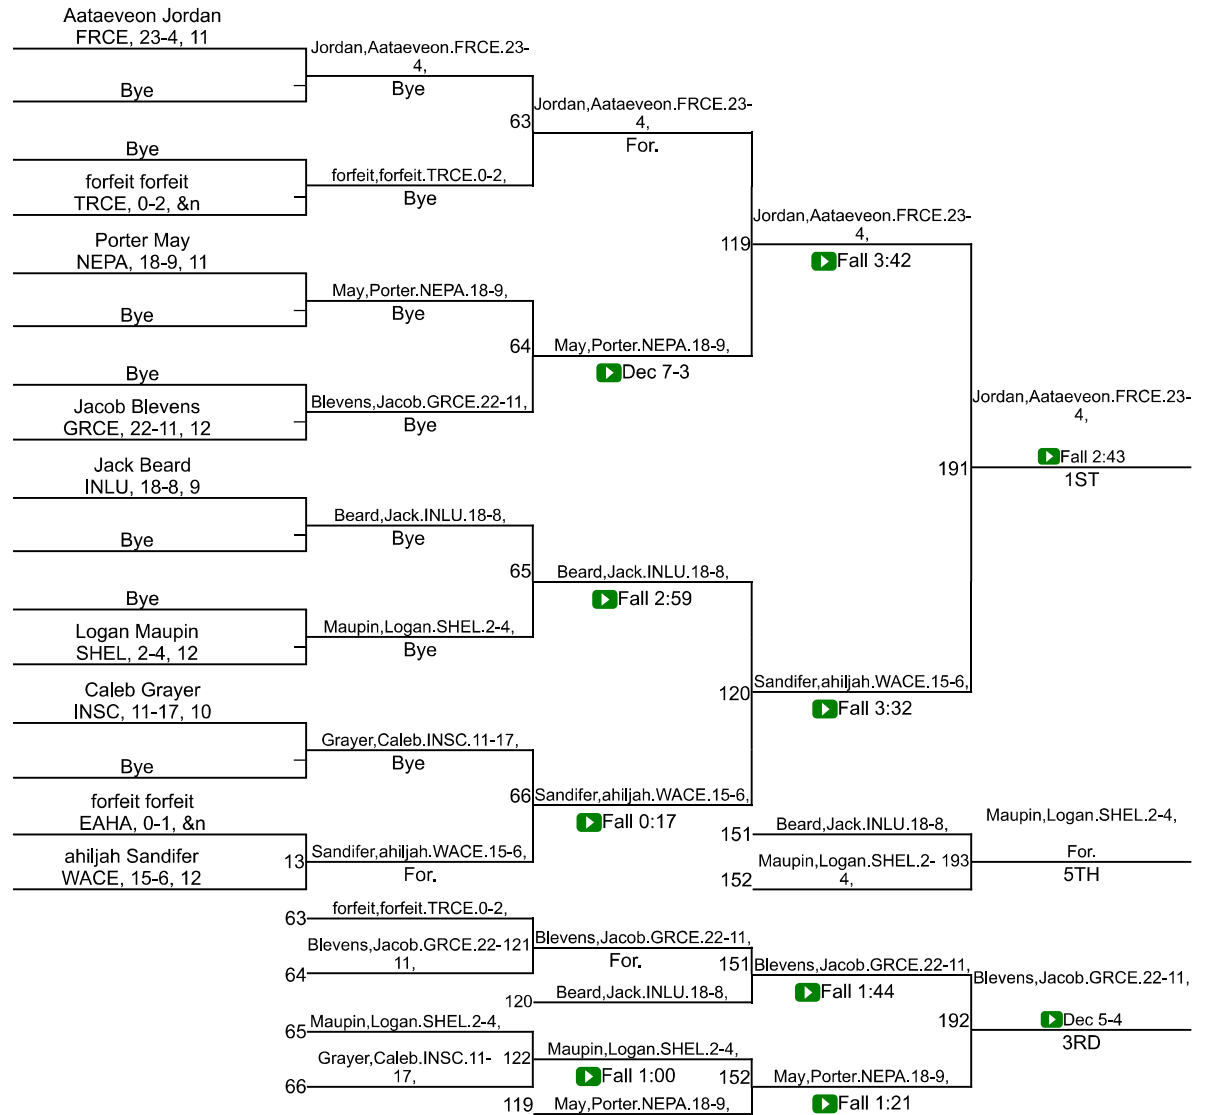 Aataeveon Jordan
FRCE, 23-4, 11
Bye
Jordan,Aataeveon.FRCE.23-
4,
Bye
Bye
forfeit forfeit
TRCE, 0-2, &n
forfeit,forfeit.TRCE.0-2,
Bye
63
Jordan,Aataeveon.FRCE.23-
4,
For.
Porter May
NEPA, 18-9, 11
Bye
May,Porter.NEPA.18-9,
Bye
Bye
Jacob Blevens
GRCE, 22-11, 12
Blevens,Jacob.GRCE.22-11,
Bye
64
May,Porter.NEPA.18-9,
Dec 7-3
119
Jordan,Aataeveon.FRCE.23-
4,
Fall 3:42
Jack Beard
INLU, 18-8, 9
Bye
Beard,Jack.INLU.18-8,
Bye
Bye
Logan Maupin
SHEL, 2-4, 12
Maupin,Logan.SHEL.2-4,
Bye
65
Beard,Jack.INLU.18-8,
Fall 2:59
Caleb Grayer
INSC, 11-17, 10
Bye
Grayer,Caleb.INSC.11-17,
Bye
forfeit forfeit
EAHA, 0-1, &n
ahiljah Sandifer
WACE, 15-6, 12
13
Sandifer,ahiljah.WACE.15-6,
For.
66
Sandifer,ahiljah.WACE.15-6,
Fall 0:17
120
Sandifer,ahiljah.WACE.15-6,
Fall 3:32
191
Jordan,Aataeveon.FRCE.23-
4,
Fall 2:43
1ST
151
Beard,Jack.INLU.18-8,
152
Maupin,Logan.SHEL.2-
4,
193
Maupin,Logan.SHEL.2-4,
For.
5TH
63
forfeit,forfeit.TRCE.0-2,
64
Blevens,Jacob.GRCE.22-
11,
121
Blevens,Jacob.GRCE.22-11,
For.
120
Beard,Jack.INLU.18-8,
151
Blevens,Jacob.GRCE.22-11,
Fall 1:44
65
Maupin,Logan.SHEL.2-4,
66
Grayer,Caleb.INSC.11-
17,
122
Maupin,Logan.SHEL.2-4,
Fall 1:00
119
May,Porter.NEPA.18-9,
152
May,Porter.NEPA.18-9,
Fall 1:21
192
Blevens,Jacob.GRCE.22-11,
Dec 5-4
3RD